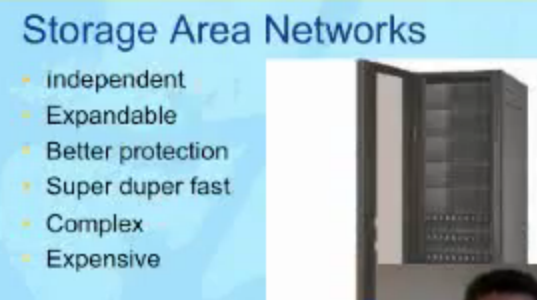 Storage Area Networks
independent
Expandable
Better protection
Super duper fast
Complex
Expensive